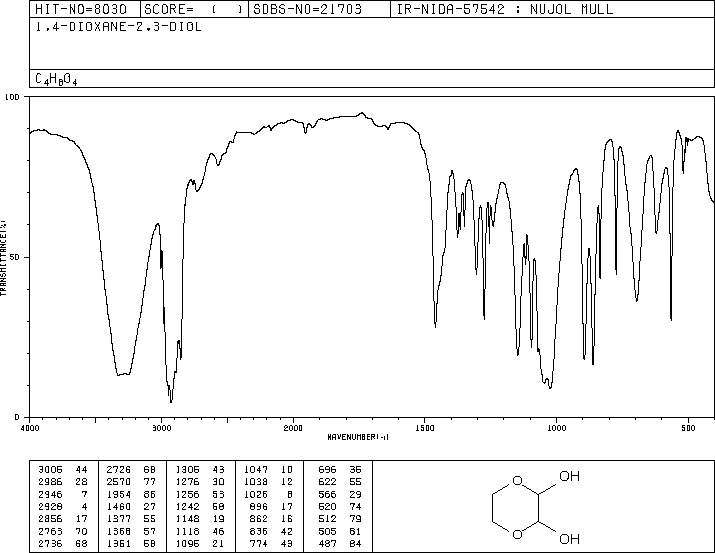 HIT-NO=8030 SCORE= ( ) SDBS-NO=21703 IR-NIDA-57542 : NUJOL MULL
1,4-DIOXANE-2,3-DIOL
C4H8O4
100
50
0
TRANSMITTANCE(%)
4000 3000 2000 1500 1000 500
WAVENUMBER(-1)
3005 44 2726 68 1305 43 1047 10 696 35
2986 28 2570 77 1276 30 1038 12 622 55
2946 7 1954 86 1256 53 1026 8 566 29
2928 4 1460 27 1242 58 896 17 520 74
2856 17 1377 55 1148 19 862 16 512 79
2763 70 1368 57 1118 46 836 42 505 81
2736 68 1361 58 1095 21 774 43 487 84
O OH
O OH